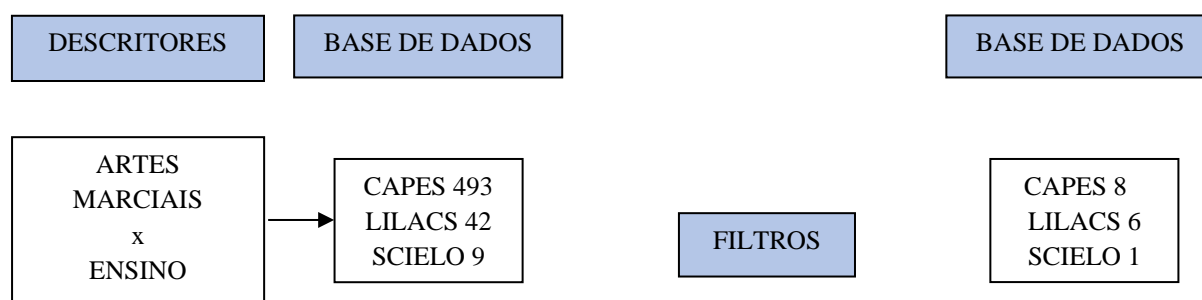 DESCRITORES
BASE DE DADOS
BASE DE DADOS
ARTES
MARCIAIS
x
ENSINO
CAPES 493
LILACS 42
SCIELO 9
FILTROS
CAPES 8
LILACS 6
SCIELO 1